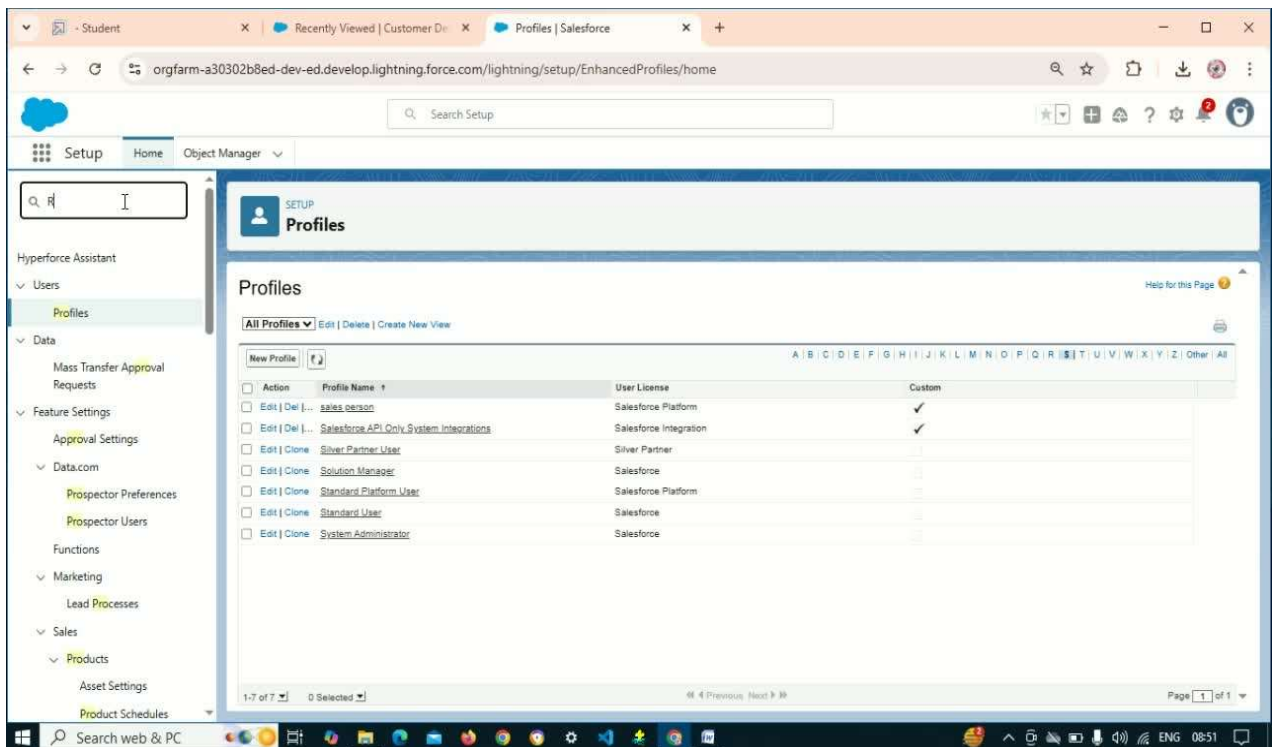 - Student
Recently Viewed | Customer De
Profiles | Salesforce
orgfarm-a30302b8ed-dev-ed.develop.lightning.force.com/lightning/setup/EnhancedProfiles/home
Search Setup
2
Setup Home Object Manager
R
SETUP
Profiles
Hyperforce Assistant
Users
Profiles
Data
Mass Transfer Approval
Requests
Feature Settings
Approval Settings
Data.com
Prospector Preferences
Prospector Users
Functions
Marketing
Lead Processes
Sales
Products
Asset Settings
Product Schedules
Profiles
Help for this Page
All Profiles Edit | Delete | Create New View
New Profile
A | B | C | D | E | F | G | H | I | J | K | L | M | N | O | P | Q | R | S | T | U | V | W | X | Y | Z | Other | All
Action Profile Name ↑ User License Custom
Edit | Del |... sales person Salesforce Platform ✓
Edit | Del |... Salesforce API Only System Integrations Salesforce Integration ✓
Edit | Clone Silver Partner User Silver Partner
Edit | Clone Solution Manager Salesforce
Edit | Clone Standard Platform User Salesforce Platform
Edit | Clone Standard User Salesforce
Edit | Clone System Administrator Salesforce
1-7 of 7 0 Selected Previous Next Page 1 of 1
Search web & PC
ENG 08:51